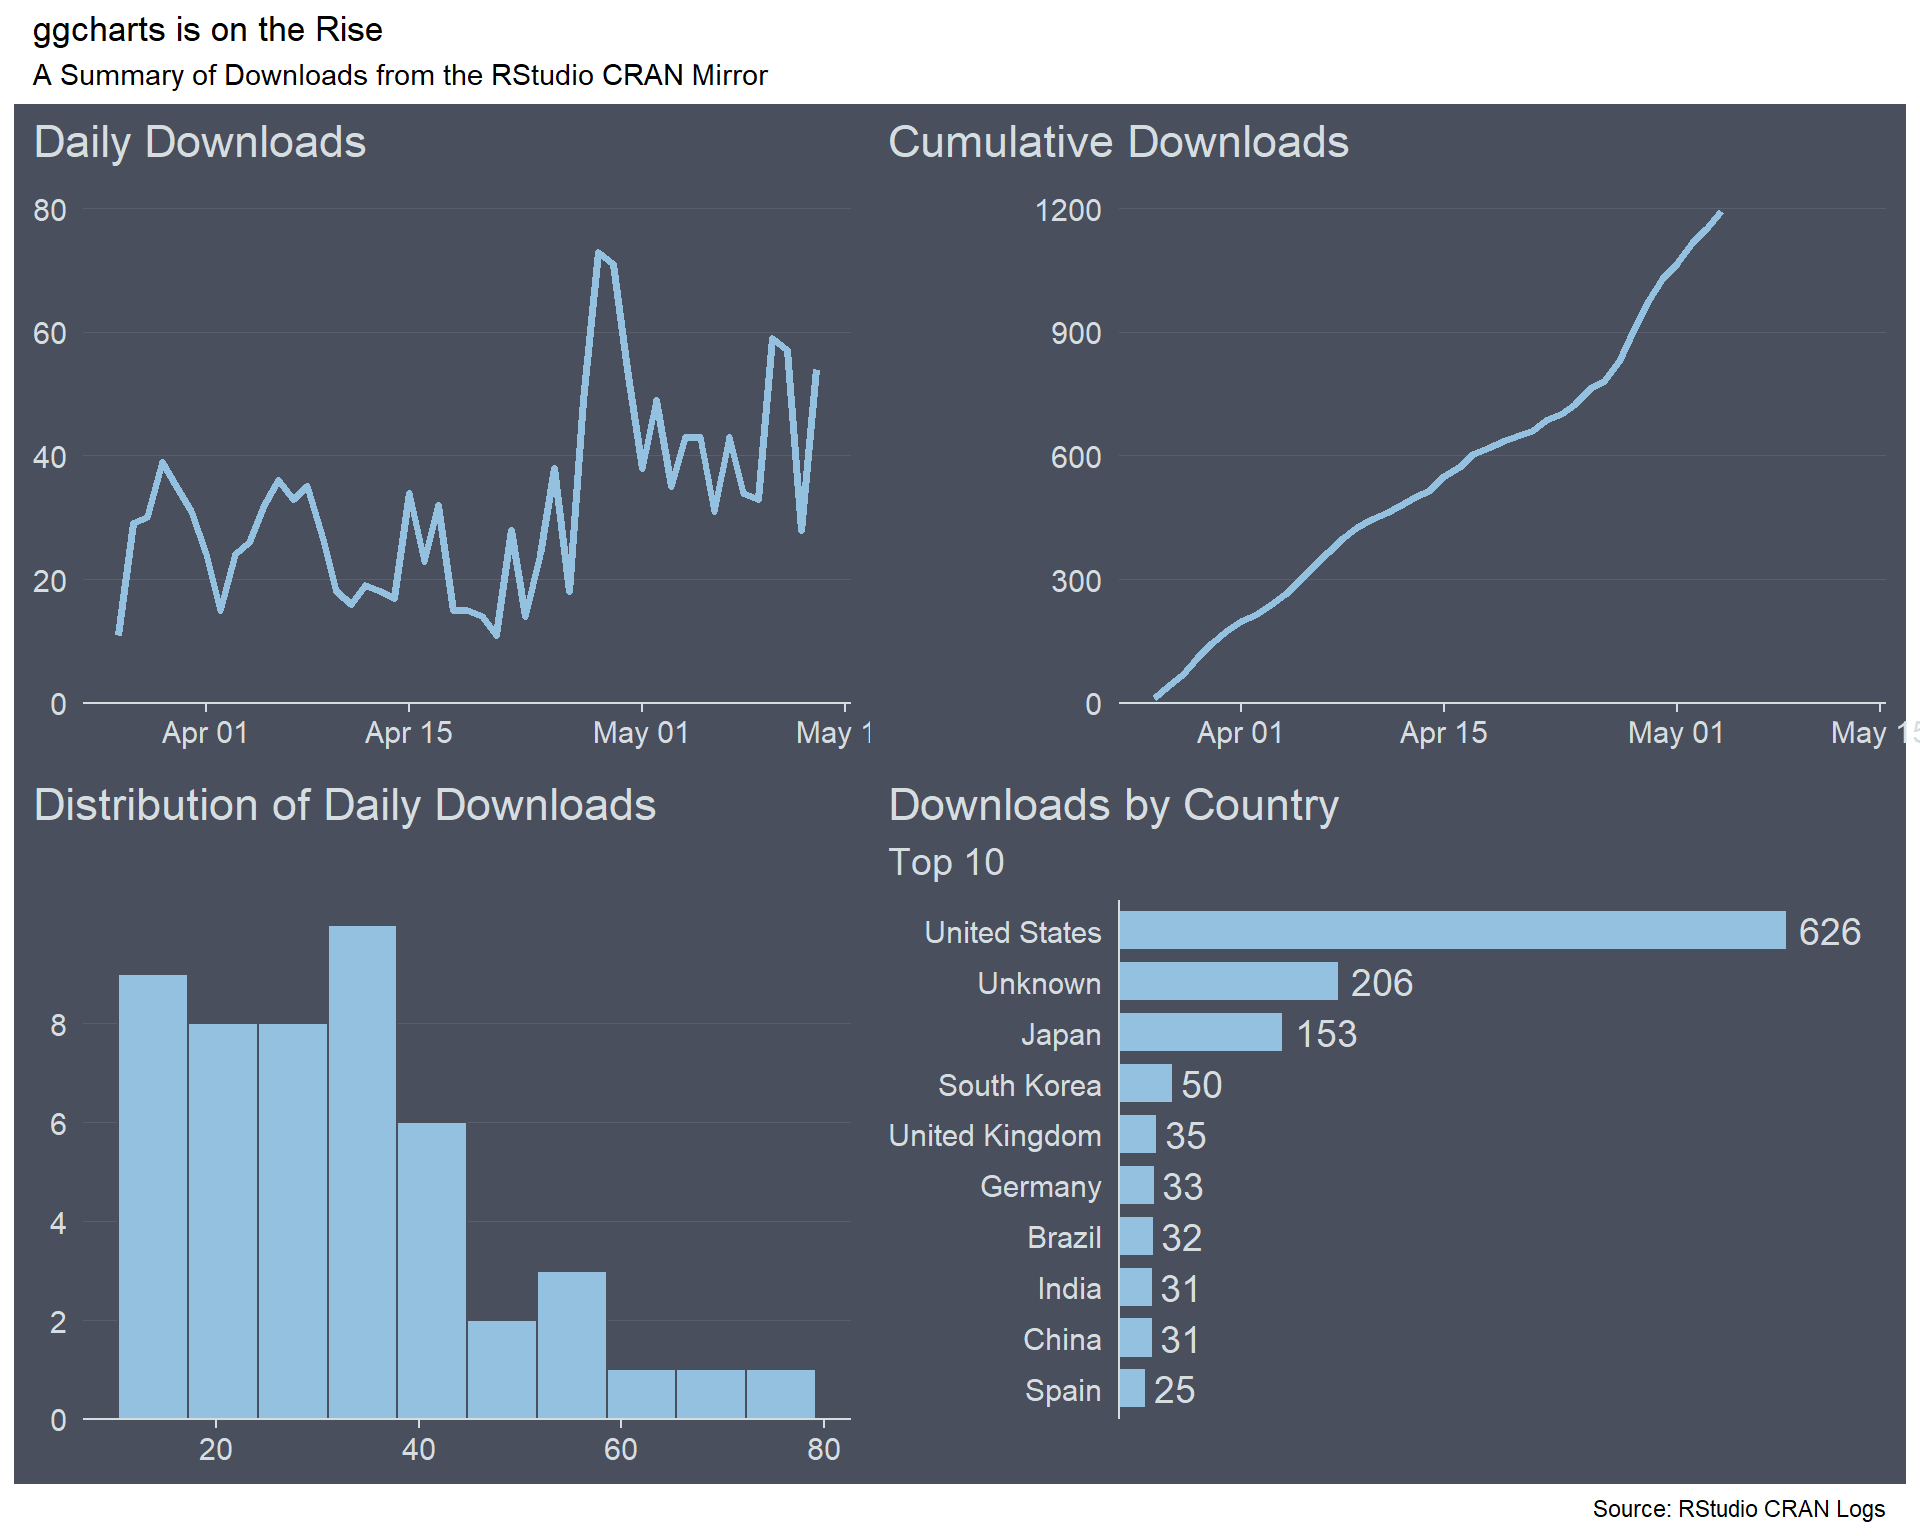 ggcharts is on the Rise
A Summary of Downloads from the RStudio CRAN Mirror
Daily Downloads
80
60
40
20
0
Apr 01 Apr 15 May 01 May 1
Cumulative Downloads
1200
900
600
300
0
Apr 01 Apr 15 May 01 May 15
Distribution of Daily Downloads
8
6
4
2
0
20 40 60 80
Downloads by Country
Top 10
United States 626
Unknown 206
Japan 153
South Korea 50
United Kingdom 35
Germany 33
Brazil 32
India 31
China 31
Spain 25
Source: RStudio CRAN Logs